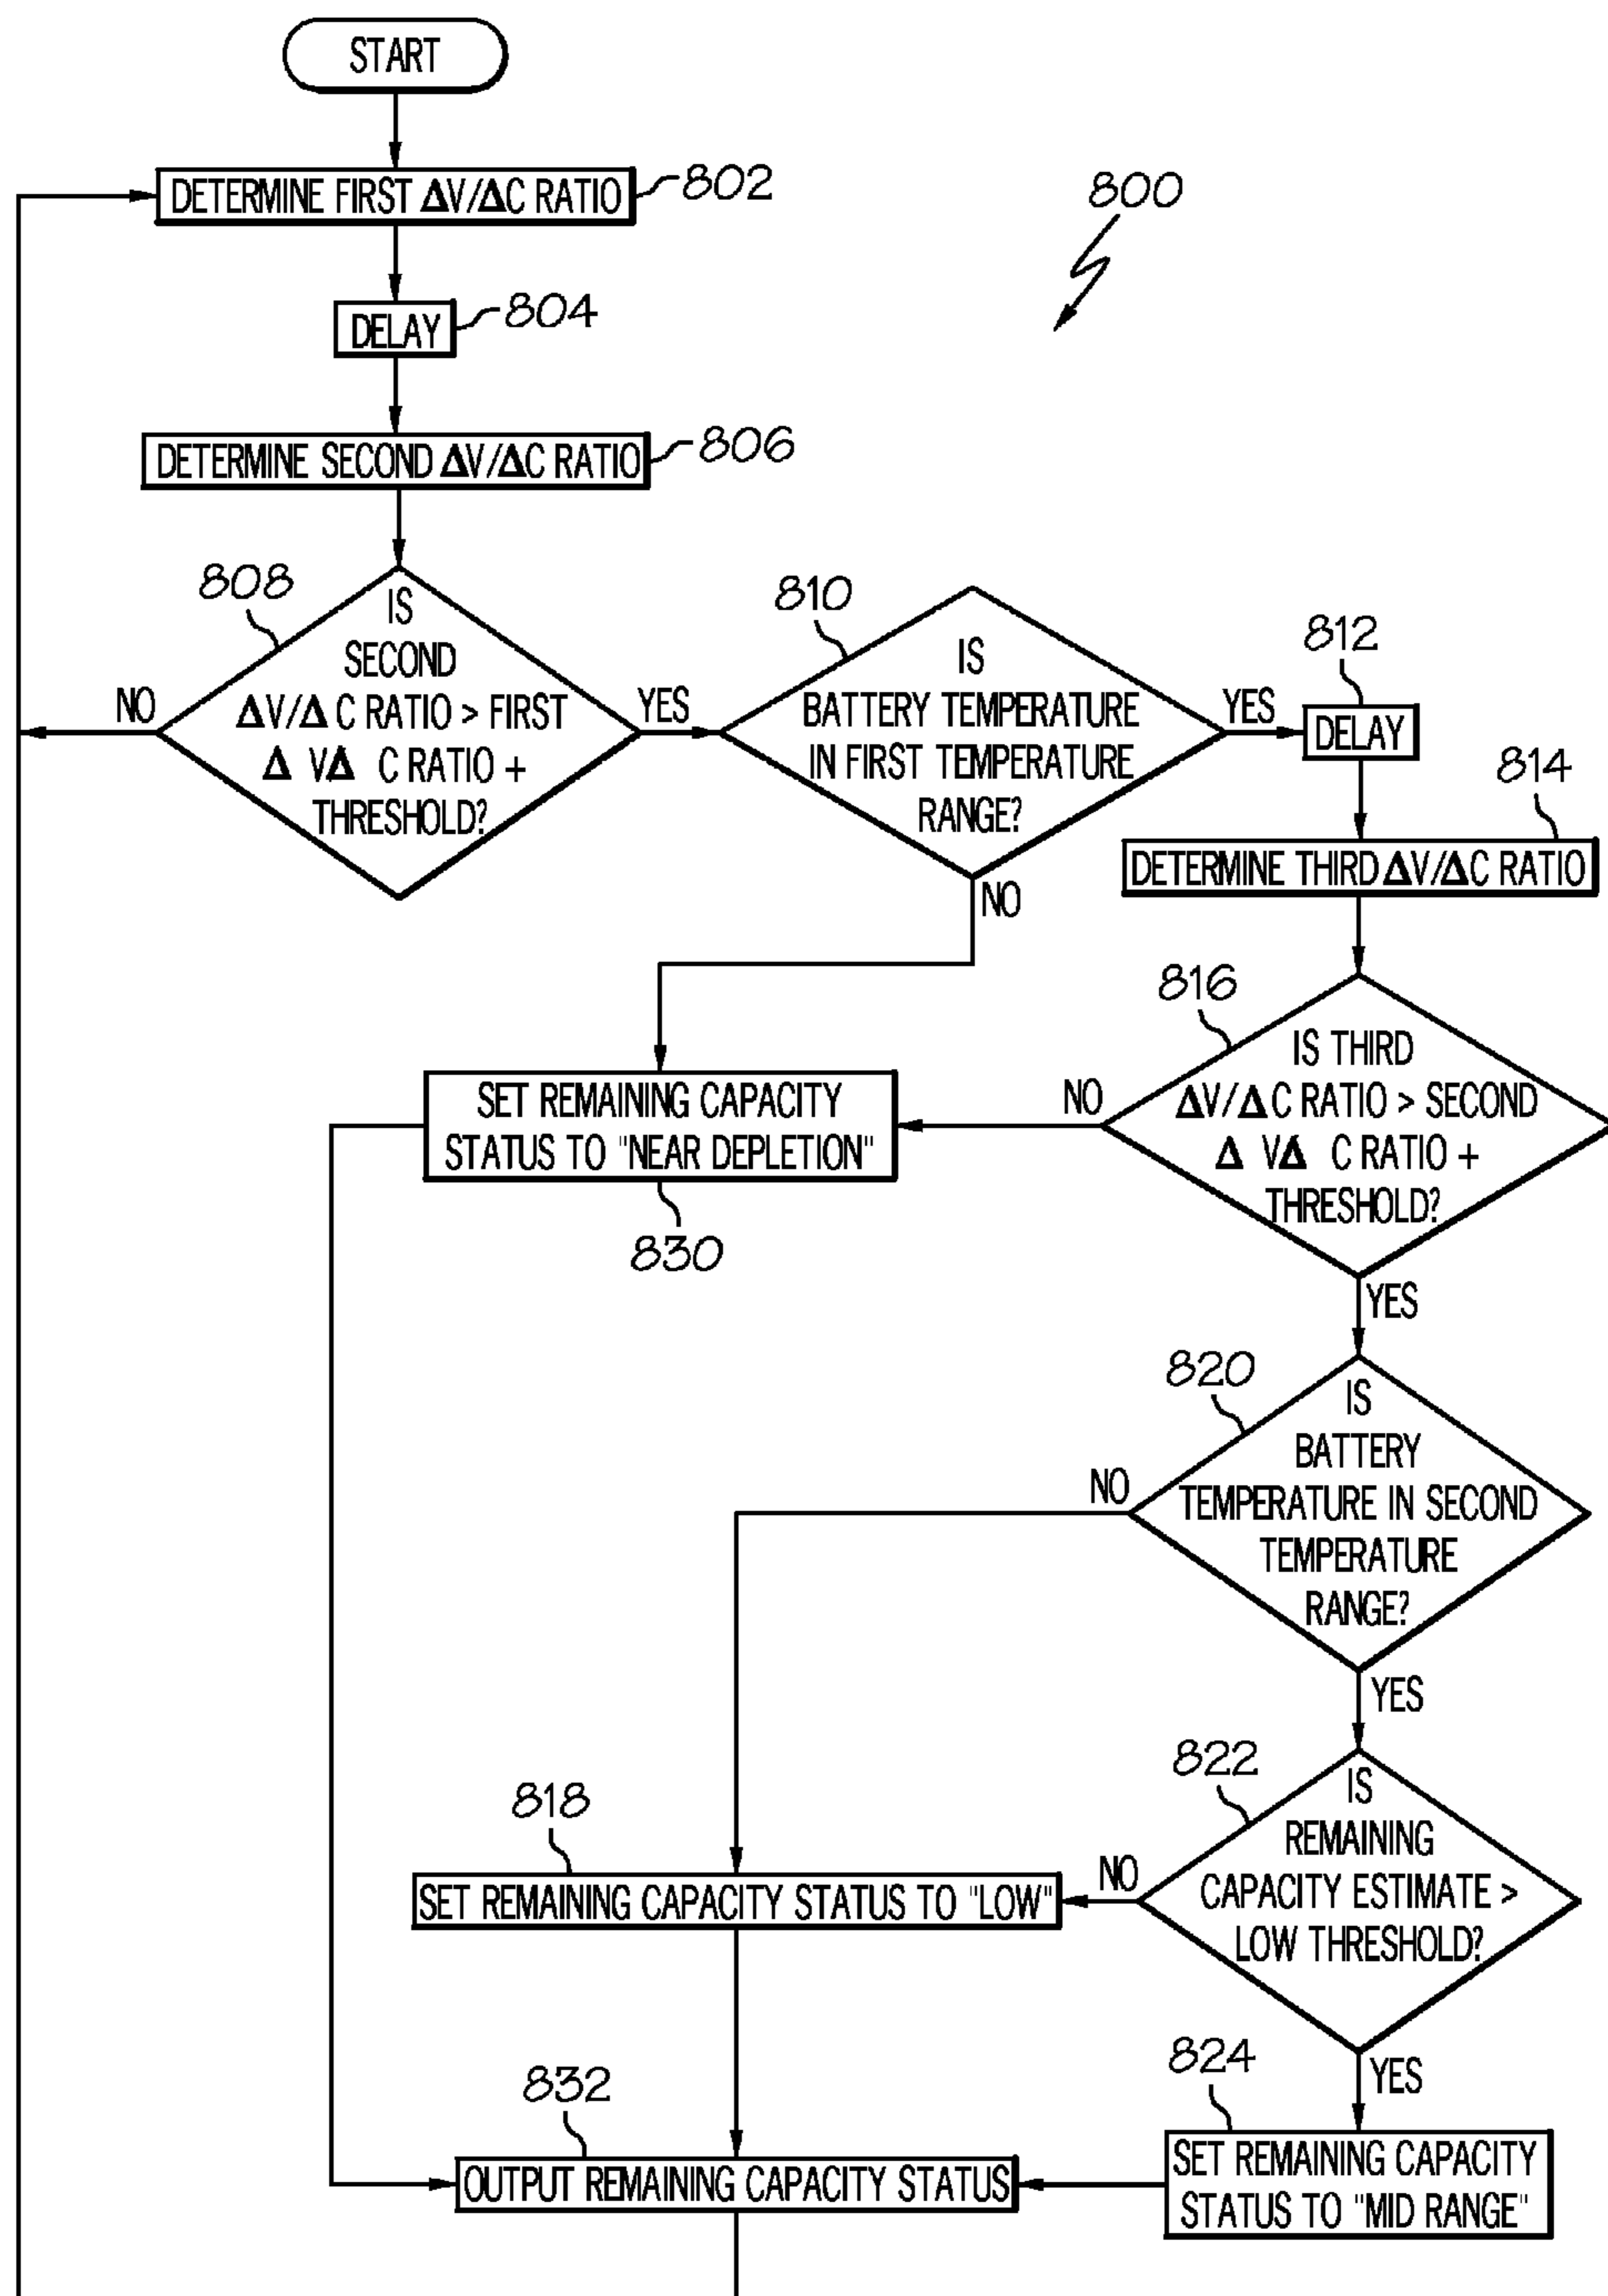 START
DETERMINE FIRST ΔV/ΔC RATIO
802
800
DELAY
804
DETERMINE SECOND ΔV/ΔC RATIO
806
808
IS
SECOND
ΔV/Δ C RATIO > FIRST
Δ VΔ C RATIO +
THRESHOLD?
NO
YES
810
IS
BATTERY TEMPERATURE
IN FIRST TEMPERATURE
RANGE?
YES
NO
812
DELAY
814
DETERMINE THIRD ΔV/ΔC RATIO
816
IS THIRD
ΔV/Δ C RATIO > SECOND
Δ VΔ C RATIO +
THRESHOLD?
NO
YES
SET REMAINING CAPACITY
STATUS TO "NEAR DEPLETION"
830
820
IS
BATTERY
TEMPERATURE IN SECOND
TEMPERATURE
RANGE?
NO
YES
822
IS
REMAINING
CAPACITY ESTIMATE >
LOW THRESHOLD?
NO
YES
818
SET REMAINING CAPACITY STATUS TO "LOW"
824
SET REMAINING CAPACITY
STATUS TO "MID RANGE"
832
OUTPUT REMAINING CAPACITY STATUS